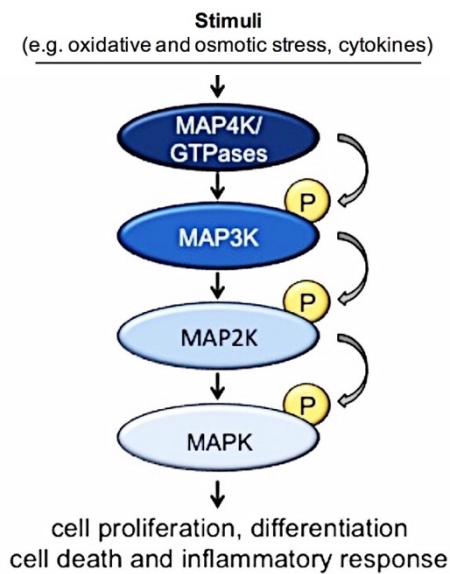 Stimuli
(e.g. oxidative and osmotic stress, cytokines)
MAP4K/
GTPases
P
MAP3K
P
MAP2K
P
MAPK
cell proliferation, differentiation
cell death and inflammatory response